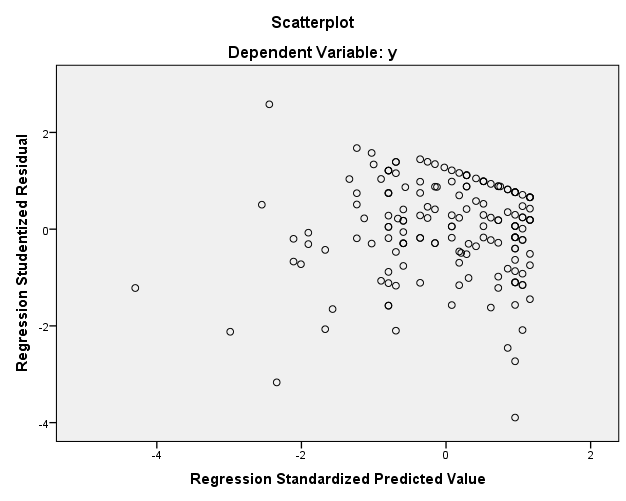 Scatterplot
Dependent Variable: y
Regression Studentized Residual
2
0
-2
-4
-4 -2 0 2
Regression Standardized Predicted Value